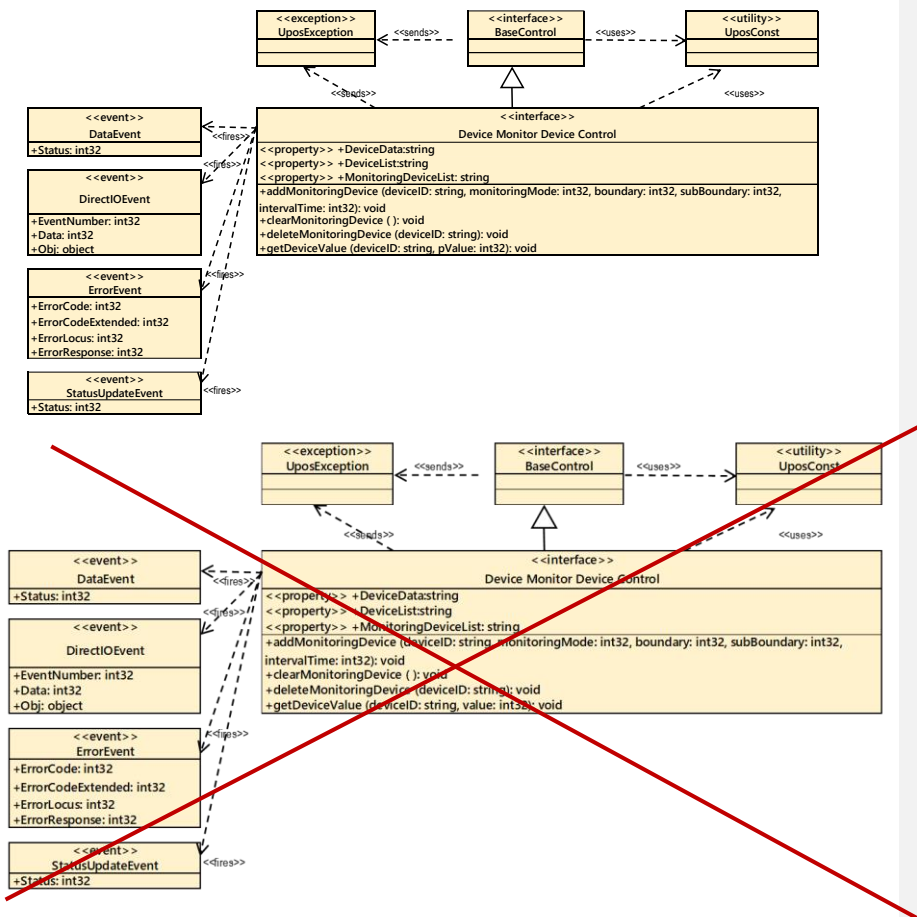 <<exception>>
UposException
<<sends>>
<<interface>>
BaseControl
<<uses>>
<<utility>>
UposConst
<<sends>>
<<uses>>
<<event>>
DataEvent
+Status: int32
<<fires>>
<<interface>>
Device Monitor Device Control
<<property>> +DeviceData:string
<<property>> +DeviceList:string
<<property>> +MonitoringDeviceList: string
+addMonitoringDevice (deviceID: string, monitoringMode: int32, boundary: int32, subBoundary: int32,
intervalTime: int32): void
+clearMonitoringDevice ( ): void
+deleteMonitoringDevice (deviceID: string): void
+getDeviceValue (deviceID: string, pValue: int32): void
<<fires>>
<<event>>
DirectIOEvent
+EventNumber: int32
+Data: int32
+Obj: object
<<fires>>
<<event>>
ErrorEvent
+ErrorCode: int32
+ErrorCodeExtended: int32
+ErrorLocus: int32
+ErrorResponse: int32
<<event>>
StatusUpdateEvent
+Status: int32
<<fires>>
<<exception>>
UposException
<<sends>>
<<interface>>
BaseControl
<<uses>>
<<utility>>
UposConst
<<sends>>
<<uses>>
<<event>>
DataEvent
+Status: int32
<<fires>>
<<interface>>
Device Monitor Device Control
<<property>> +DeviceData:string
<<property>> +DeviceList:string
<<property>> +MonitoringDeviceList: string
+addMonitoringDevice (deviceID: string, monitoringMode: int32, boundary: int32, subBoundary: int32,
intervalTime: int32): void
+clearMonitoringDevice ( ): void
+deleteMonitoringDevice (deviceID: string): void
+getDeviceValue (deviceID: string, value: int32): void
<<fires>>
<<event>>
DirectIOEvent
+EventNumber: int32
+Data: int32
+Obj: object
<<fires>>
<<event>>
ErrorEvent
+ErrorCode: int32
+ErrorCodeExtended: int32
+ErrorLocus: int32
+ErrorResponse: int32
<<event>>
StatusUpdateEvent
+Status: int32
<<fires>>